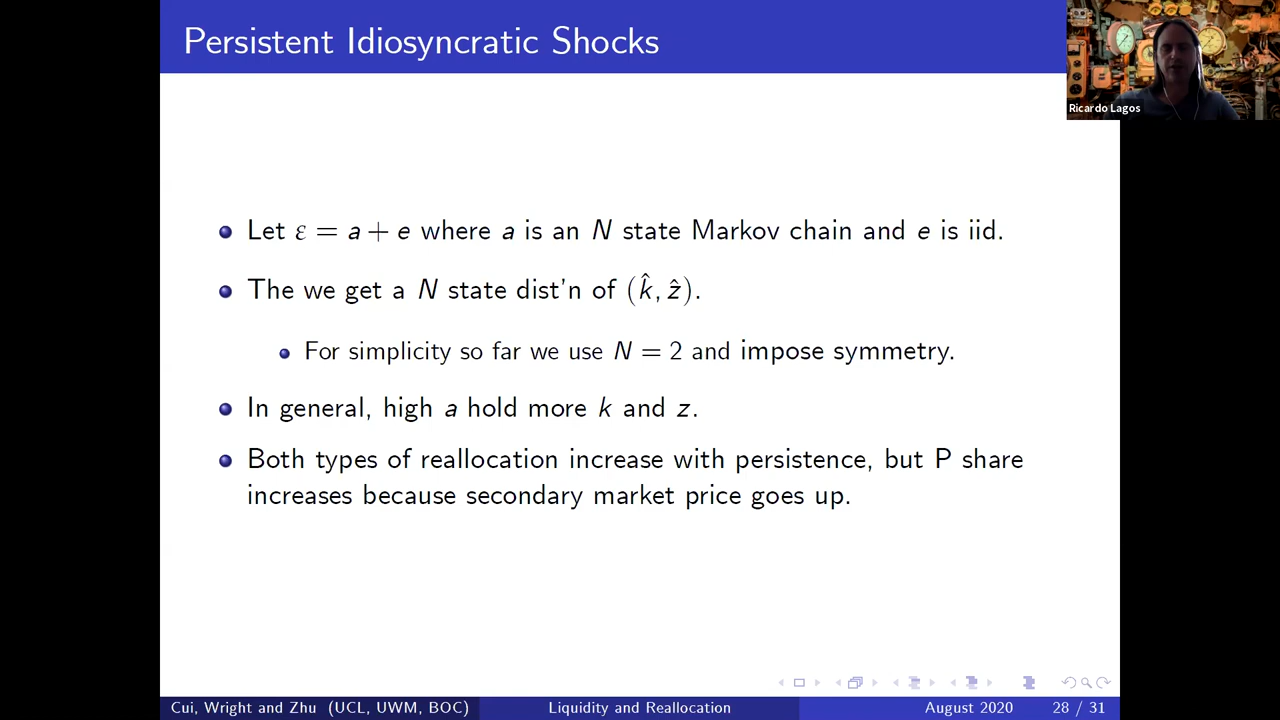 Persistent Idiosyncratic Shocks
Ricardo Lagos
Let ε = a + e where a is an N state Markov chain and e is iid.
The we get a N state dist'n of (k̂, ẑ).
For simplicity so far we use N = 2 and impose symmetry.
In general, high a hold more k and z.
Both types of reallocation increase with persistence, but P share
increases because secondary market price goes up.
Cui, Wright and Zhu (UCL, UWM, BOC) Liquidity and Reallocation August 2020 28 / 31